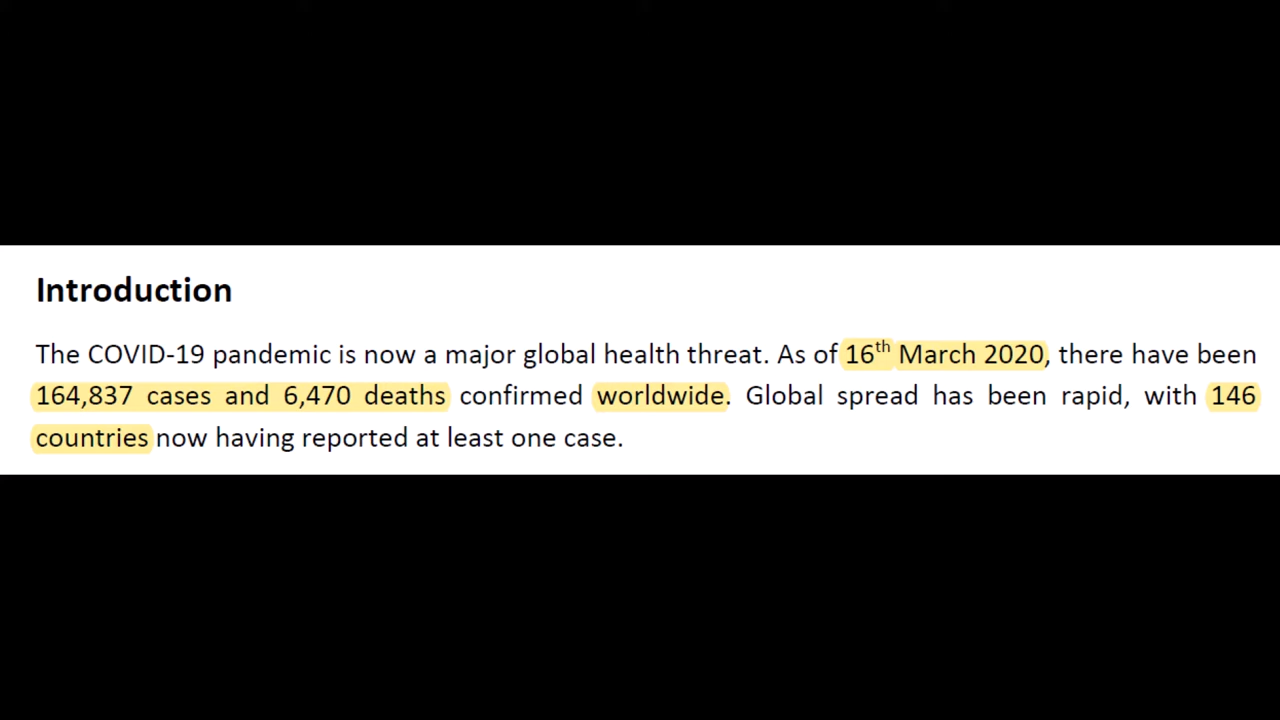 Introduction
The COVID-19 pandemic is now a major global health threat. As of 16th March 2020, there have been
164,837 cases and 6,470 deaths confirmed worldwide. Global spread has been rapid, with 146
countries now having reported at least one case.